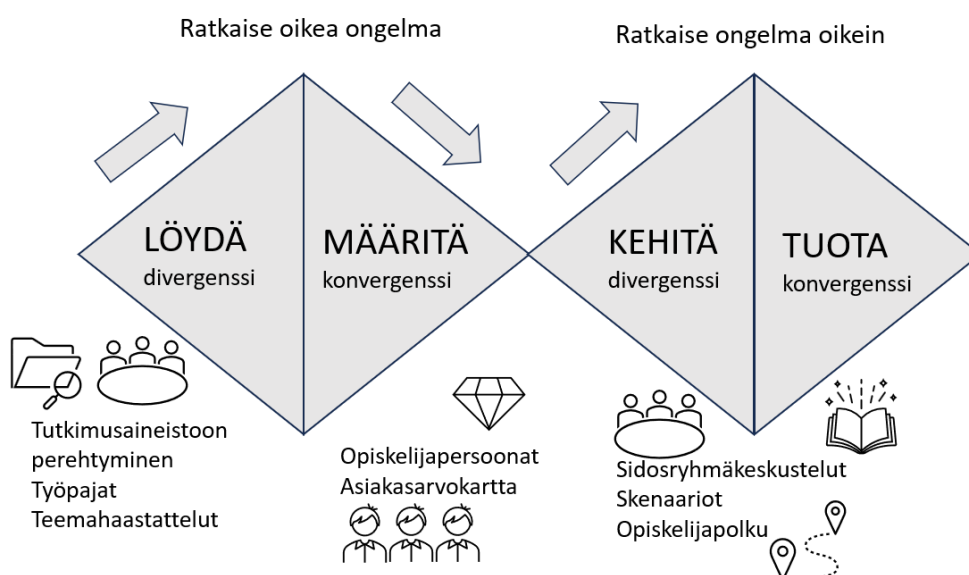 Ratkaise oikea ongelma
Ratkaise ongelma oikein
LÖYDÄ
divergenssi
MÄÄRITÄ
konvergenssi
KEHITÄ
divergenssi
TUOTA
konvergenssi
Tutkimusaineistoon
perehtyminen
Työpajat
Teemahaastattelut
Opiskelijapersoonat
Asiakasarvokartta
Sidosryhmäkeskustelut
Skenaariot
Opiskelijapolku